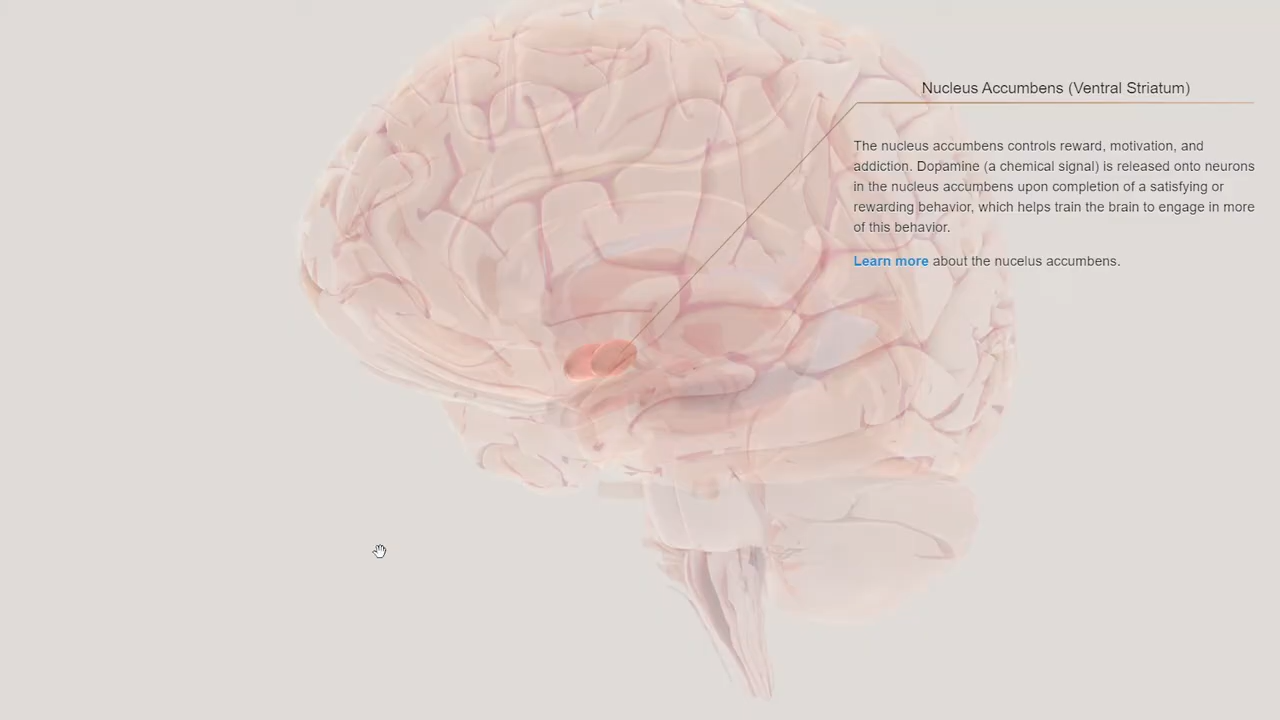 Nucleus Accumbens (Ventral Striatum)
The nucleus accumbens controls reward, motivation, and
addiction. Dopamine (a chemical signal) is released onto neurons
in the nucleus accumbens upon completion of a satisfying or
rewarding behavior, which helps train the brain to engage in more
of this behavior.
Learn more about the nucelus accumbens.